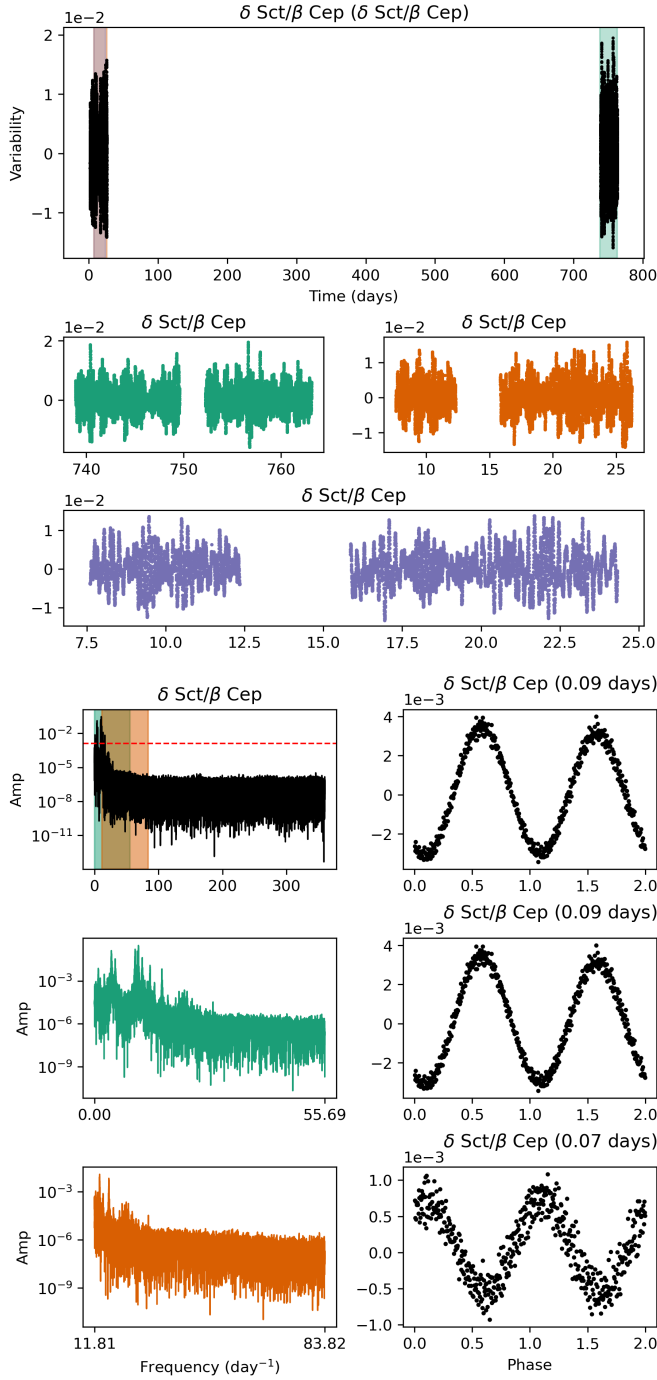 δ Sct/β Cep (δ Sct/β Cep)
1e−2
2
1
0
−1
Variability
0 100 200 300 400 500 600 700 800
Time (days)
δ Sct/β Cep
1e−2
2
0
740 750 760
δ Sct/β Cep
1e−2
1
0
−1
10 15 20 25
δ Sct/β Cep
1e−2
1
0
−1
7.5 10.0 12.5 15.0 17.5 20.0 22.5 25.0
δ Sct/β Cep
Amp
10−2
10−5
10−8
10−11
0 100 200 300
δ Sct/β Cep (0.09 days)
1e−3
4
2
0
−2
0.0 0.5 1.0 1.5 2.0
Amp
10−3
10−6
10−9
0.00 55.69
δ Sct/β Cep (0.09 days)
1e−3
4
2
0
−2
0.0 0.5 1.0 1.5 2.0
Amp
10−3
10−6
10−9
11.81 83.82
Frequency (day−1)
δ Sct/β Cep (0.07 days)
1e−3
1.0
0.5
0.0
−0.5
−1.0
0.0 0.5 1.0 1.5 2.0
Phase